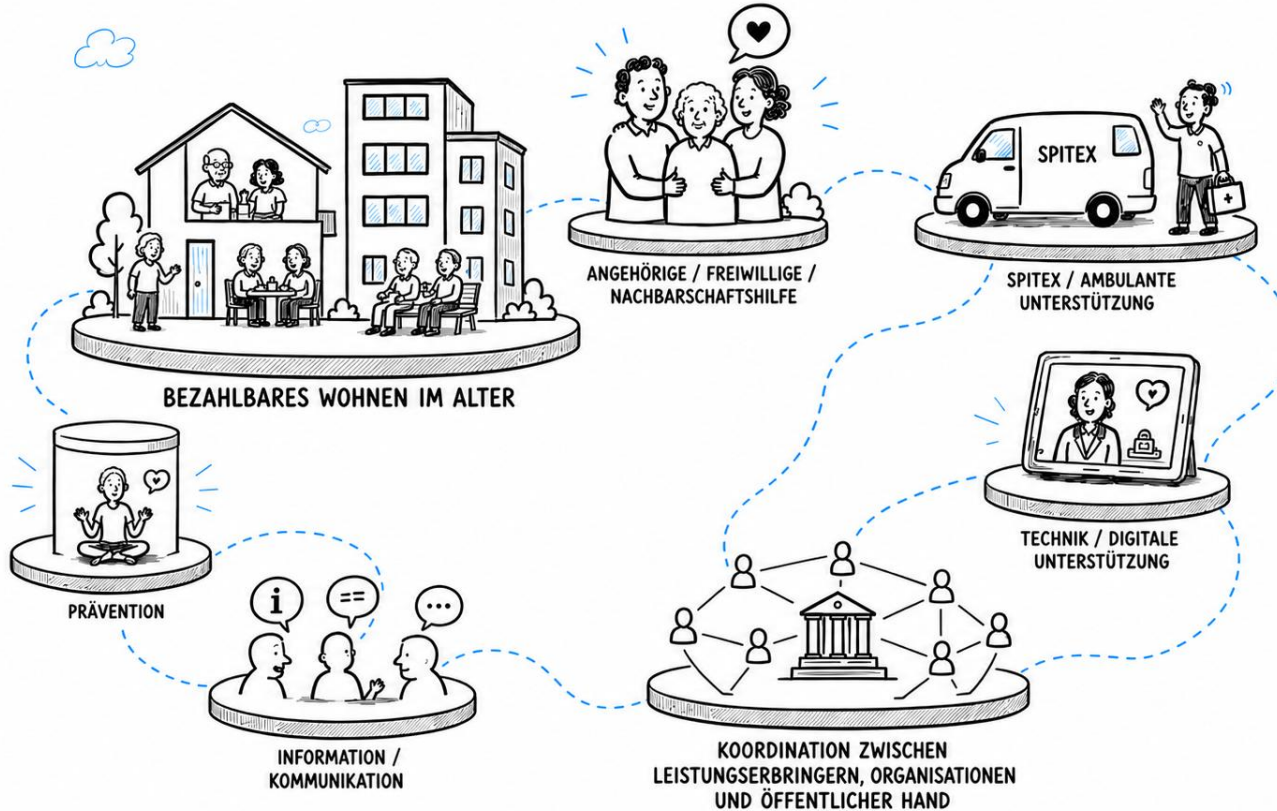 SPITEX
ANGEHÖRIGE / FREIWILLIGE /
NACHBARSCHAFTSHILFE
SPITEX / AMBULANTE
UNTERSTÜTZUNG
BEZAHLBARES WOHNEN IM ALTER
TECHNIK / DIGITALE
UNTERSTÜTZUNG
PRÄVENTION
i
==
...
INFORMATION /
KOMMUNIKATION
KOORDINATION ZWISCHEN
LEISTUNGSERBRINGERN, ORGANISATIONEN
UND ÖFFENTLICHER HAND